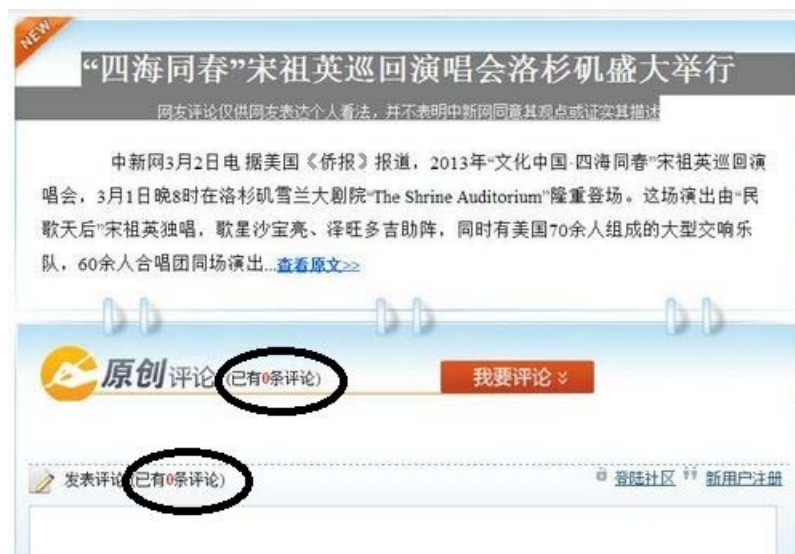 NEW
“四海同春”宋祖英巡回演唱会洛杉矶盛大举行
网友评论仅供网友表达个人看法，并不表明中新网同意其观点或证实其描述
中新网3月2日电 据美国《侨报》报道，2013年“文化中国·四海同春”宋祖英巡回演
唱会，3月1日晚8时在洛杉矶雪兰大剧院“The Shrine Auditorium”隆重登场。这场演出由“民
歌天后”宋祖英独唱，歌星沙宝亮、泽旺多吉助阵，同时有美国70余人组成的大型交响乐
队，60余人合唱团同场演出...查看原文>>
原创评论 (已有0条评论) 我要评论
发表评论 (已有0条评论) 登陆社区 新用户注册